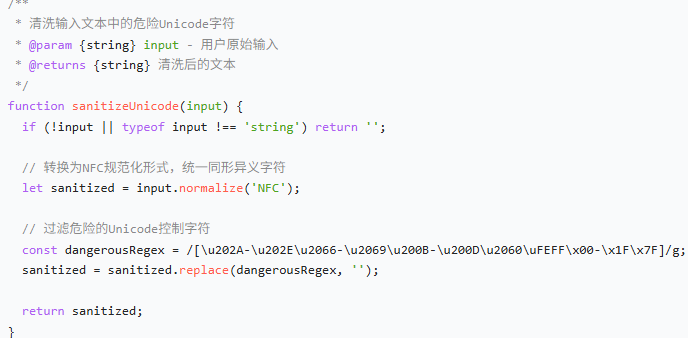 /**
 * 清洗输入文本中的危险Unicode字符
 * @param {string} input - 用户原始输入
 * @returns {string} 清洗后的文本
 */
function sanitizeUnicode(input) {
  if (!input || typeof input !== 'string') return '';

  // 转换为NFC规范化形式，统一同形异义字符
  let sanitized = input.normalize('NFC');

  // 过滤危险的Unicode控制字符
  const dangerousRegex = /[\u202A-\u202E\u2066-\u2069\u200B-\u200D\u2060\uFEFF\x00-\x1F\x7F]/g;
  sanitized = sanitized.replace(dangerousRegex, '');

  return sanitized;
}